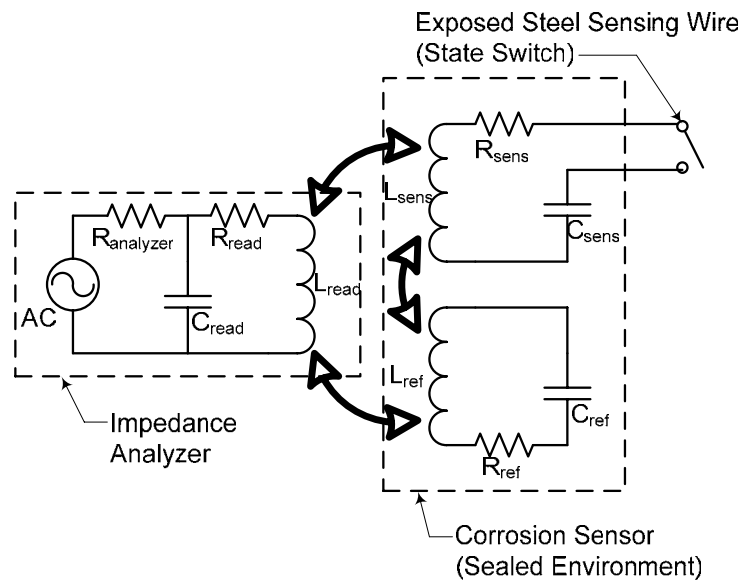 Exposed Steel Sensing Wire
(State Switch)
Rsens
Lsens
Csens
Ranalyzer
Rread
Lread
AC
Cread
Lref
Cref
Rref
Impedance
Analyzer
Corrosion Sensor
(Sealed Environment)